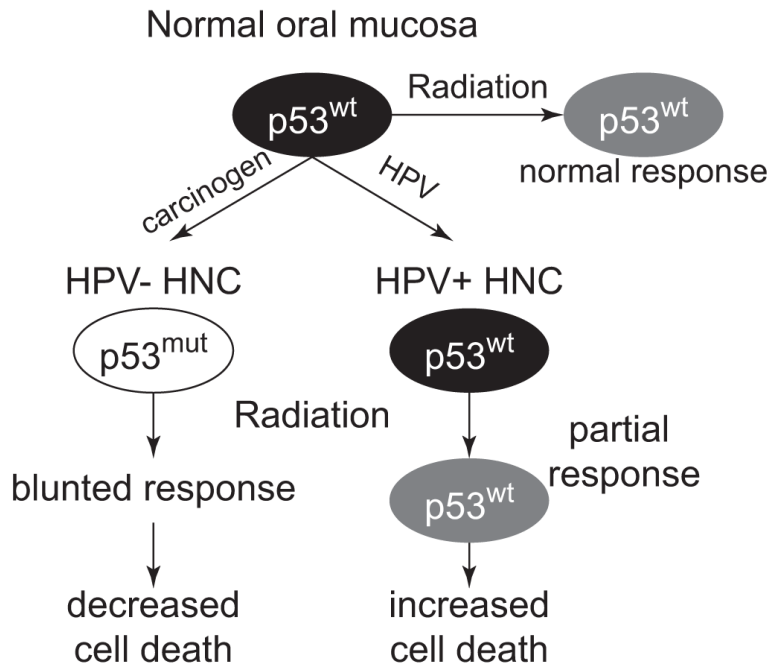 Normal oral mucosa
p53wt
Radiation
p53wt
normal response
carcinogen
HPV
HPV- HNC
HPV+ HNC
p53mut
p53wt
Radiation
partial
response
blunted response
p53wt
decreased
cell death
increased
cell death